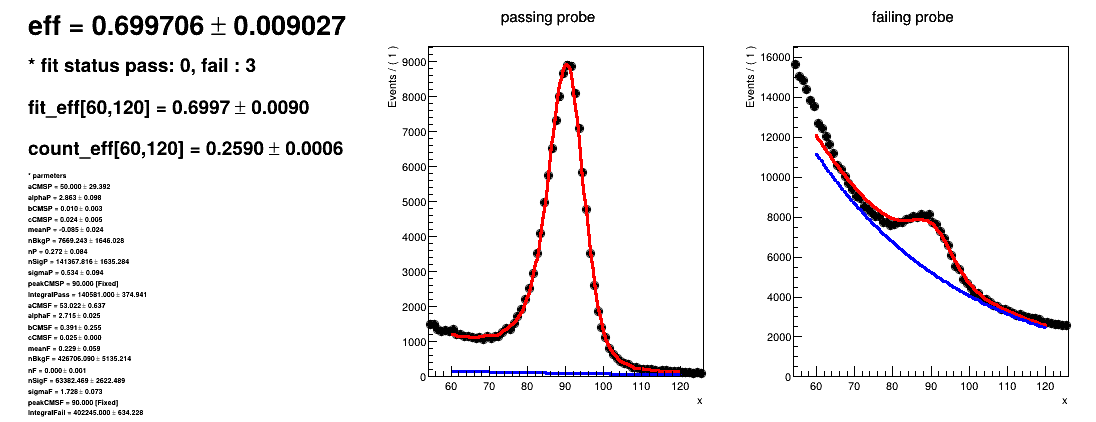 eff = 0.699706 ± 0.009027
* fit status pass: 0, fail : 3
fit_eff[60,120] = 0.6997 ± 0.0090
count_eff[60,120] = 0.2590 ± 0.0006
* parmeters
aCMSP = 50.000 ± 29.392
alphaP = 2.863 ± 0.098
bCMSP = 0.010 ± 0.003
cCMSP = 0.024 ± 0.005
meanP = -0.085 ± 0.024
nBkgP = 7669.243 ± 1646.028
nP = 0.272 ± 0.084
nSigP = 141367.816 ± 1635.284
sigmaP = 0.534 ± 0.094
peakCMSP = 90.000 [Fixed]
integralPass = 140581.000 ± 374.941
aCMSF = 53.022 ± 0.637
alphaF = 2.715 ± 0.025
bCMSF = 0.391 ± 0.255
cCMSF = 0.025 ± 0.000
meanF = 0.229 ± 0.059
nBkgF = 426706.090 ± 5135.214
nF = 0.000 ± 0.001
nSigF = 63382.469 ± 2622.489
sigmaF = 1.728 ± 0.073
peakCMSF = 90.000 [Fixed]
integralFail = 402245.000 ± 634.228
passing probe
Events / ( 1 )
9000
8000
7000
6000
5000
4000
3000
2000
1000
0
60 70 80 90 100 110 120
x
failing probe
Events / ( 1 )
16000
14000
12000
10000
8000
6000
4000
2000
0
60 70 80 90 100 110 120
x